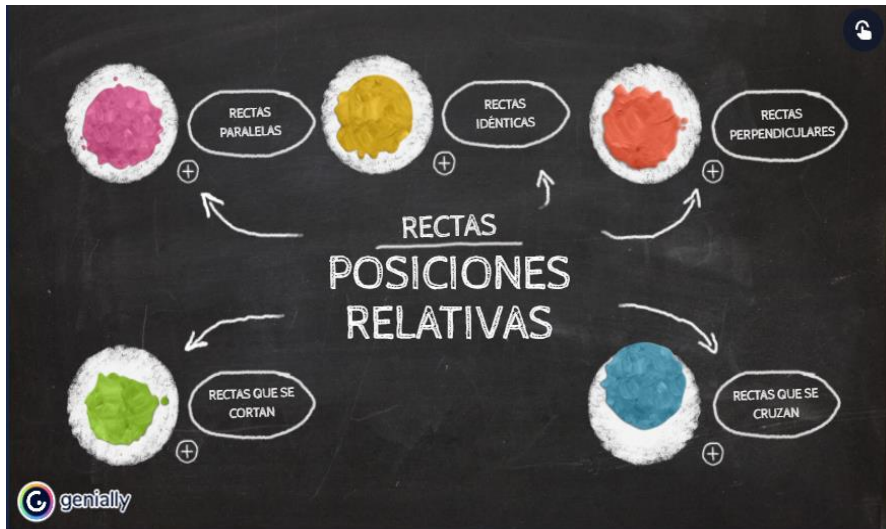 RECTAS
PARALELAS
RECTAS
IDÉNTICAS
RECTAS
PERPENDICULARES
RECTAS
POSICIONES
RELATIVAS
RECTAS QUE SE
CORTAN
RECTAS QUE SE
CRUZAN
genially